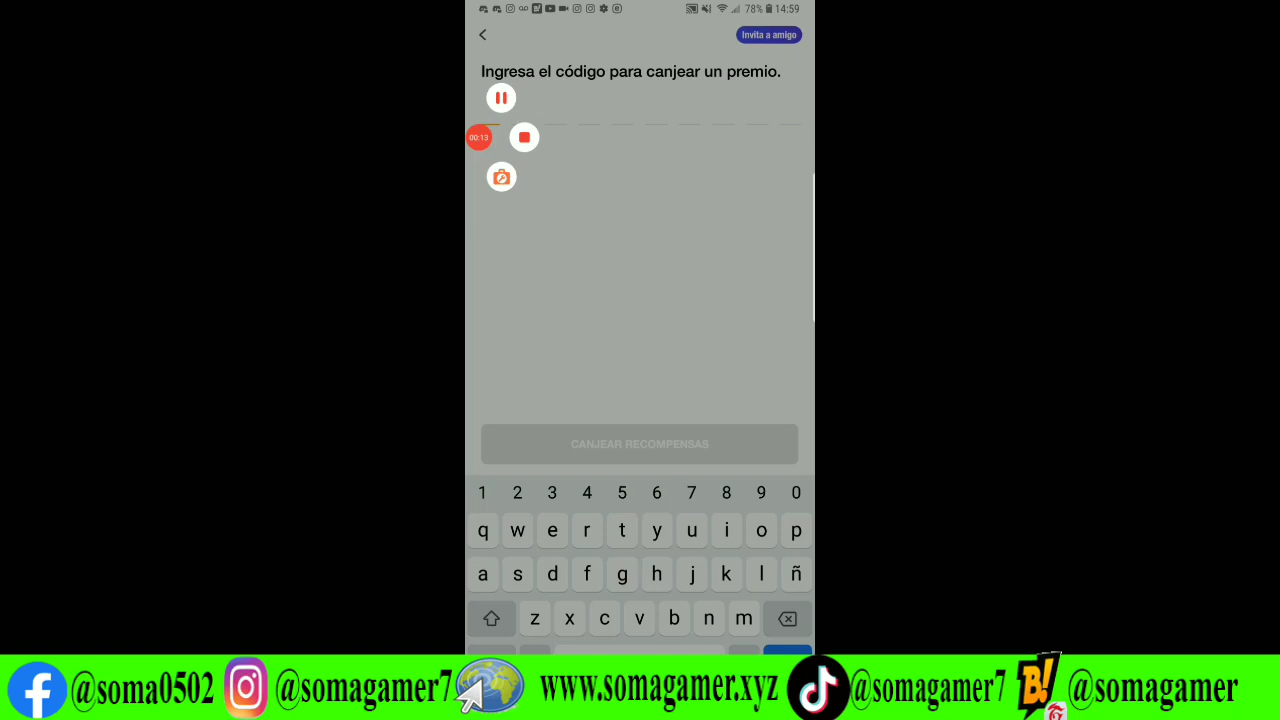 78% 14:59
Invita a amigo
Ingresa el código para canjear un premio.
00:13
CANJEAR RECOMPENSAS
1 2 3 4 5 6 7 8 9 0
q w e r t y u i o p
a s d f g h j k l ñ
z x c v b n m
@soma0502 @somagamer7 www.somagamer.xyz @somagamer7 B! @somagamer